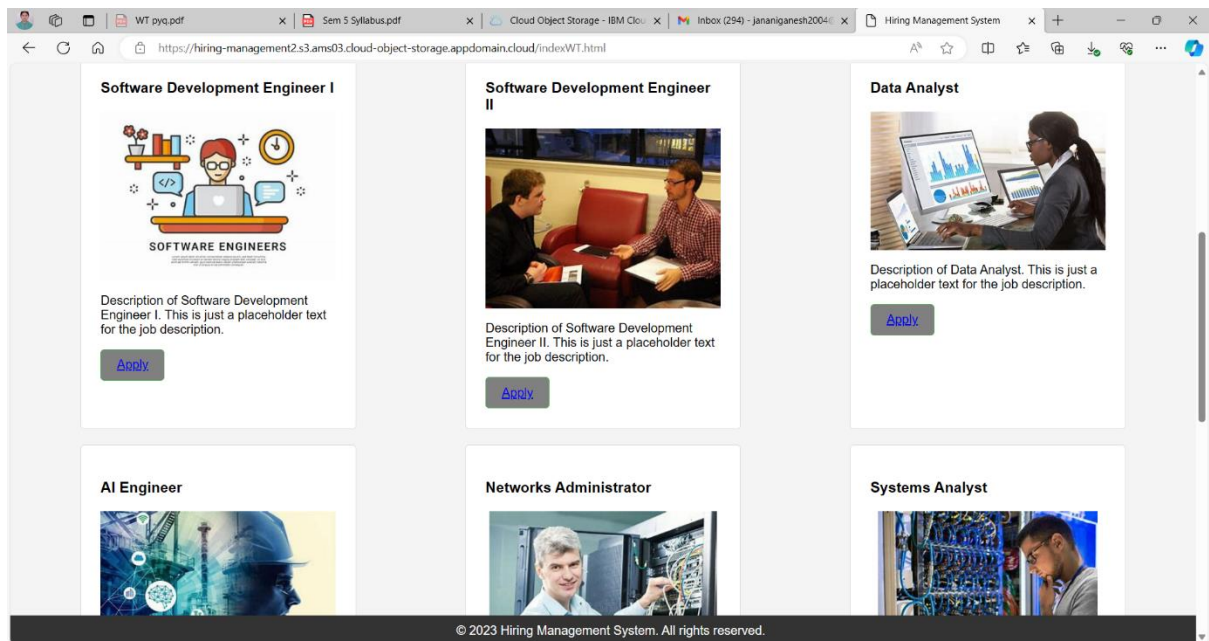 WT pyq.pdf
Sem 5 Syllabus.pdf
Cloud Object Storage - IBM Clou
Inbox (294) - jananiganesh2004
Hiring Management System
https://hiring-management2.s3.ams03.cloud-object-storage.appdomain.cloud/indexWT.html
Software Development Engineer I
SOFTWARE ENGINEERS
Description of Software Development
Engineer I. This is just a placeholder text
for the job description.
Apply
Software Development Engineer
II
Description of Software Development
Engineer II. This is just a placeholder text
for the job description.
Apply
Data Analyst
Description of Data Analyst. This is just a
placeholder text for the job description.
Apply
AI Engineer
Networks Administrator
Systems Analyst
© 2023 Hiring Management System. All rights reserved.